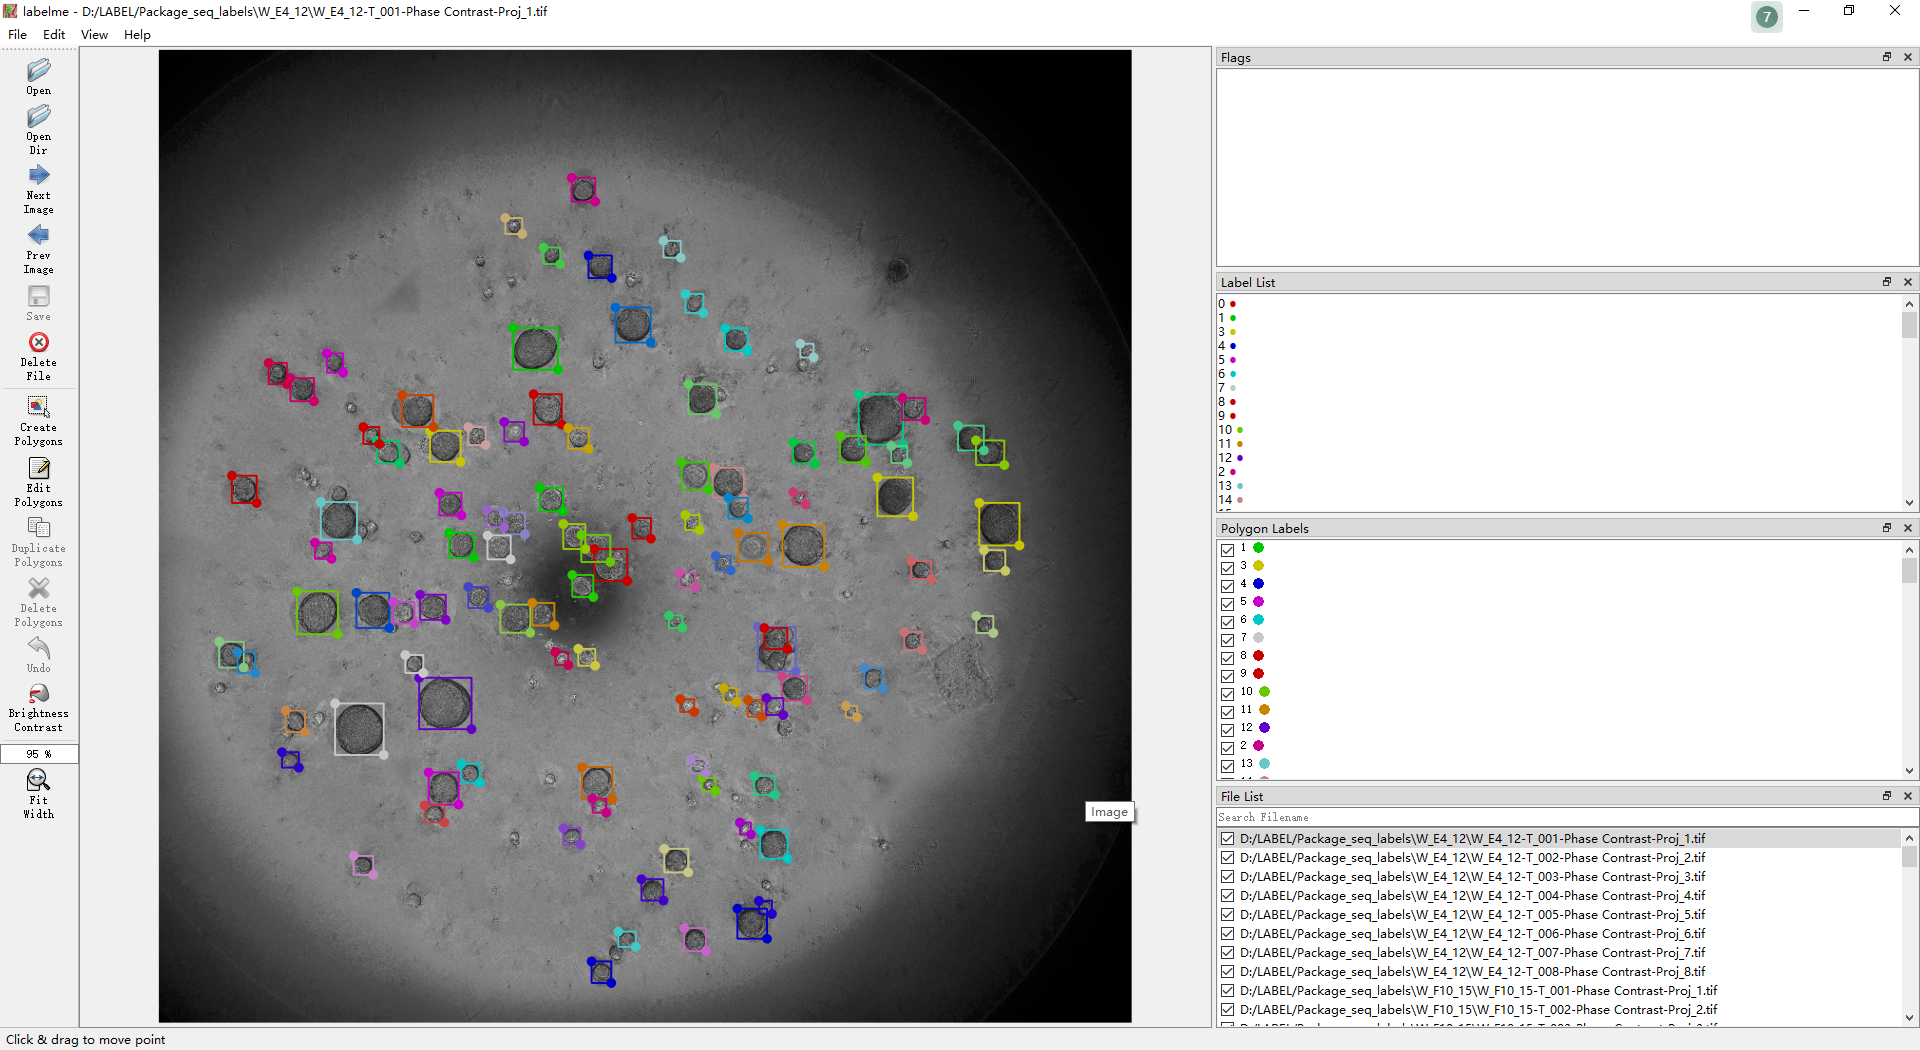 labelme - D:/LABEL/Package_seq_labels\W_E4_12\W_E4_12-T_001-Phase Contrast-Proj_1.tif
7
File Edit View Help
Open
Open
Dir
Next
Image
Prev
Image
Save
Delete
File
Create
Polygons
Edit
Polygons
Duplicate
Polygons
Delete
Polygons
Undo
Brightness
Contrast
95 %
Fit
Width
Image
Flags
Label List
0
1
3
4
5
6
7
8
9
10
11
12
2
13
14
Polygon Labels
1
3
4
5
6
7
8
9
10
11
12
2
13
File List
Search Filename
D:/LABEL/Package_seq_labels\W_E4_12\W_E4_12-T_001-Phase Contrast-Proj_1.tif
D:/LABEL/Package_seq_labels\W_E4_12\W_E4_12-T_002-Phase Contrast-Proj_2.tif
D:/LABEL/Package_seq_labels\W_E4_12\W_E4_12-T_003-Phase Contrast-Proj_3.tif
D:/LABEL/Package_seq_labels\W_E4_12\W_E4_12-T_004-Phase Contrast-Proj_4.tif
D:/LABEL/Package_seq_labels\W_E4_12\W_E4_12-T_005-Phase Contrast-Proj_5.tif
D:/LABEL/Package_seq_labels\W_E4_12\W_E4_12-T_006-Phase Contrast-Proj_6.tif
D:/LABEL/Package_seq_labels\W_E4_12\W_E4_12-T_007-Phase Contrast-Proj_7.tif
D:/LABEL/Package_seq_labels\W_E4_12\W_E4_12-T_008-Phase Contrast-Proj_8.tif
D:/LABEL/Package_seq_labels\W_F10_15\W_F10_15-T_001-Phase Contrast-Proj_1.tif
D:/LABEL/Package_seq_labels\W_F10_15\W_F10_15-T_002-Phase Contrast-Proj_2.tif
Click & drag to move point